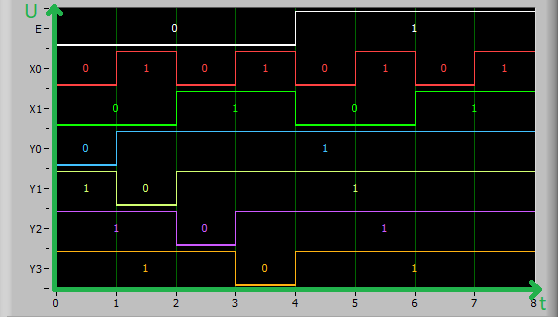 U
E 0 1
X0 0 1 0 1 0 1 0 1
X1 0 1 0 1
Y0 0 1
Y1 1 0 1
Y2 1 0 1
Y3 1 0 1
0 1 2 3 4 5 6 7 8
t